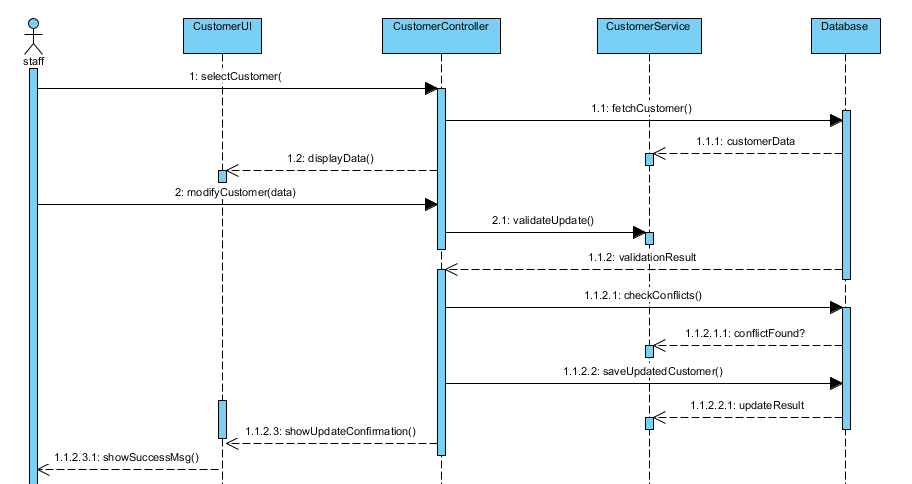 CustomerUI
CustomerController
CustomerService
Database
staff
1: selectCustomer(
1.1: fetchCustomer()
1.1.1: customerData
1.2: displayData()
2: modifyCustomer(data)
2.1: validateUpdate()
1.1.2: validationResult
1.1.2.1: checkConflicts()
1.1.2.1.1: conflictFound?
1.1.2.2: saveUpdatedCustomer()
1.1.2.2.1: updateResult
1.1.2.3: showUpdateConfirmation()
1.1.2.3.1: showSuccessMsg()